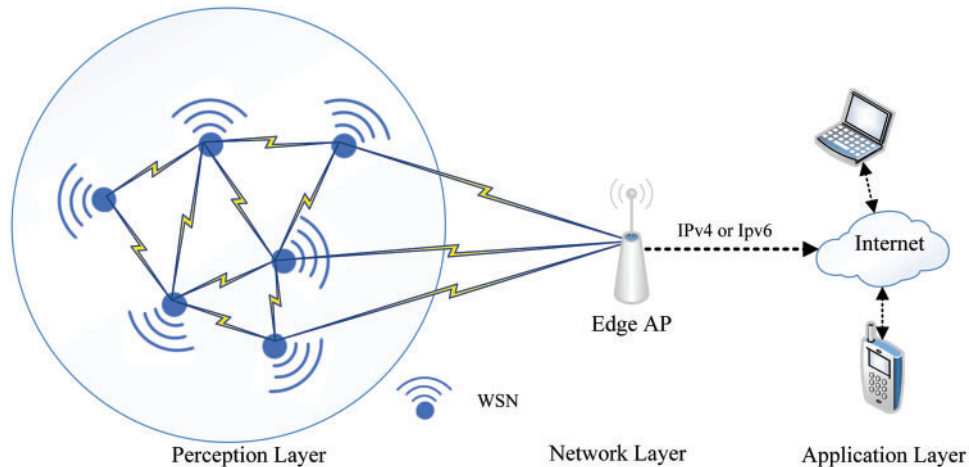 IPv4 or Ipv6
Internet
Edge AP
WSN
Perception Layer
Network Layer
Application Layer